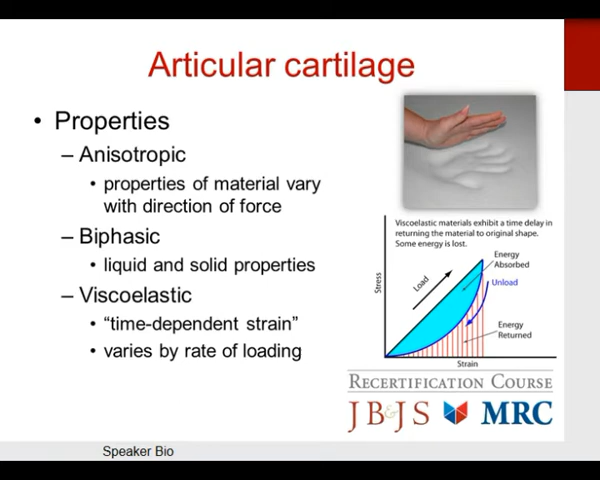 Articular cartilage
• Properties
– Anisotropic
• properties of material vary
with direction of force
– Biphasic
• liquid and solid properties
– Viscoelastic
• “time-dependent strain”
• varies by rate of loading
Viscoelastic materials exhibit a time delay in
returning the material to original shape.
Some energy is lost.
Energy
Absorbed
Unload
Load
Stress
Energy
Returned
Strain
RECERTIFICATION COURSE
JB&JS MRC
Speaker Bio